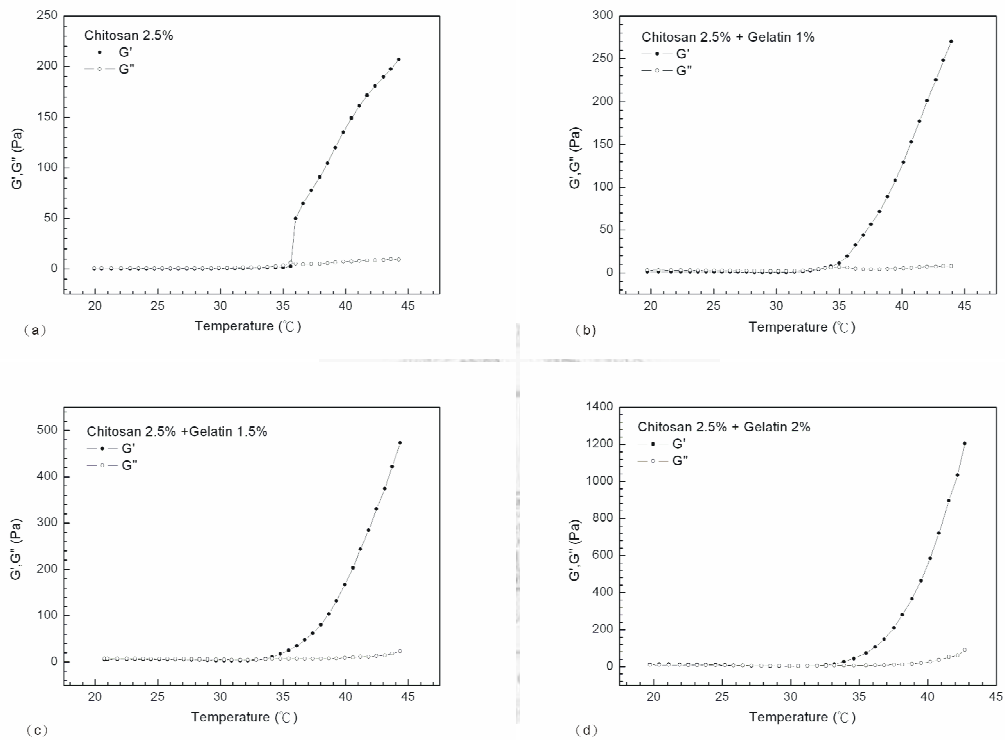 250
200
150
100
50
0
G',G'' (Pa)
Chitosan 2.5%
G'
G''
20 25 30 35 40 45
Temperature (℃)
(a)
300
250
200
150
100
50
0
G',G'' (Pa)
Chitosan 2.5% + Gelatin 1%
G'
G''
20 25 30 35 40 45
Temperature (℃)
(b)
500
400
300
200
100
0
G',G'' (Pa)
Chitosan 2.5% +Gelatin 1.5%
G'
G''
20 25 30 35 40 45
Temperature (℃)
(c)
1400
1200
1000
800
600
400
200
0
G',G'' (Pa)
Chitosan 2.5% + Gelatin 2%
G'
G''
20 25 30 35 40 45
Temperature (℃)
(d)